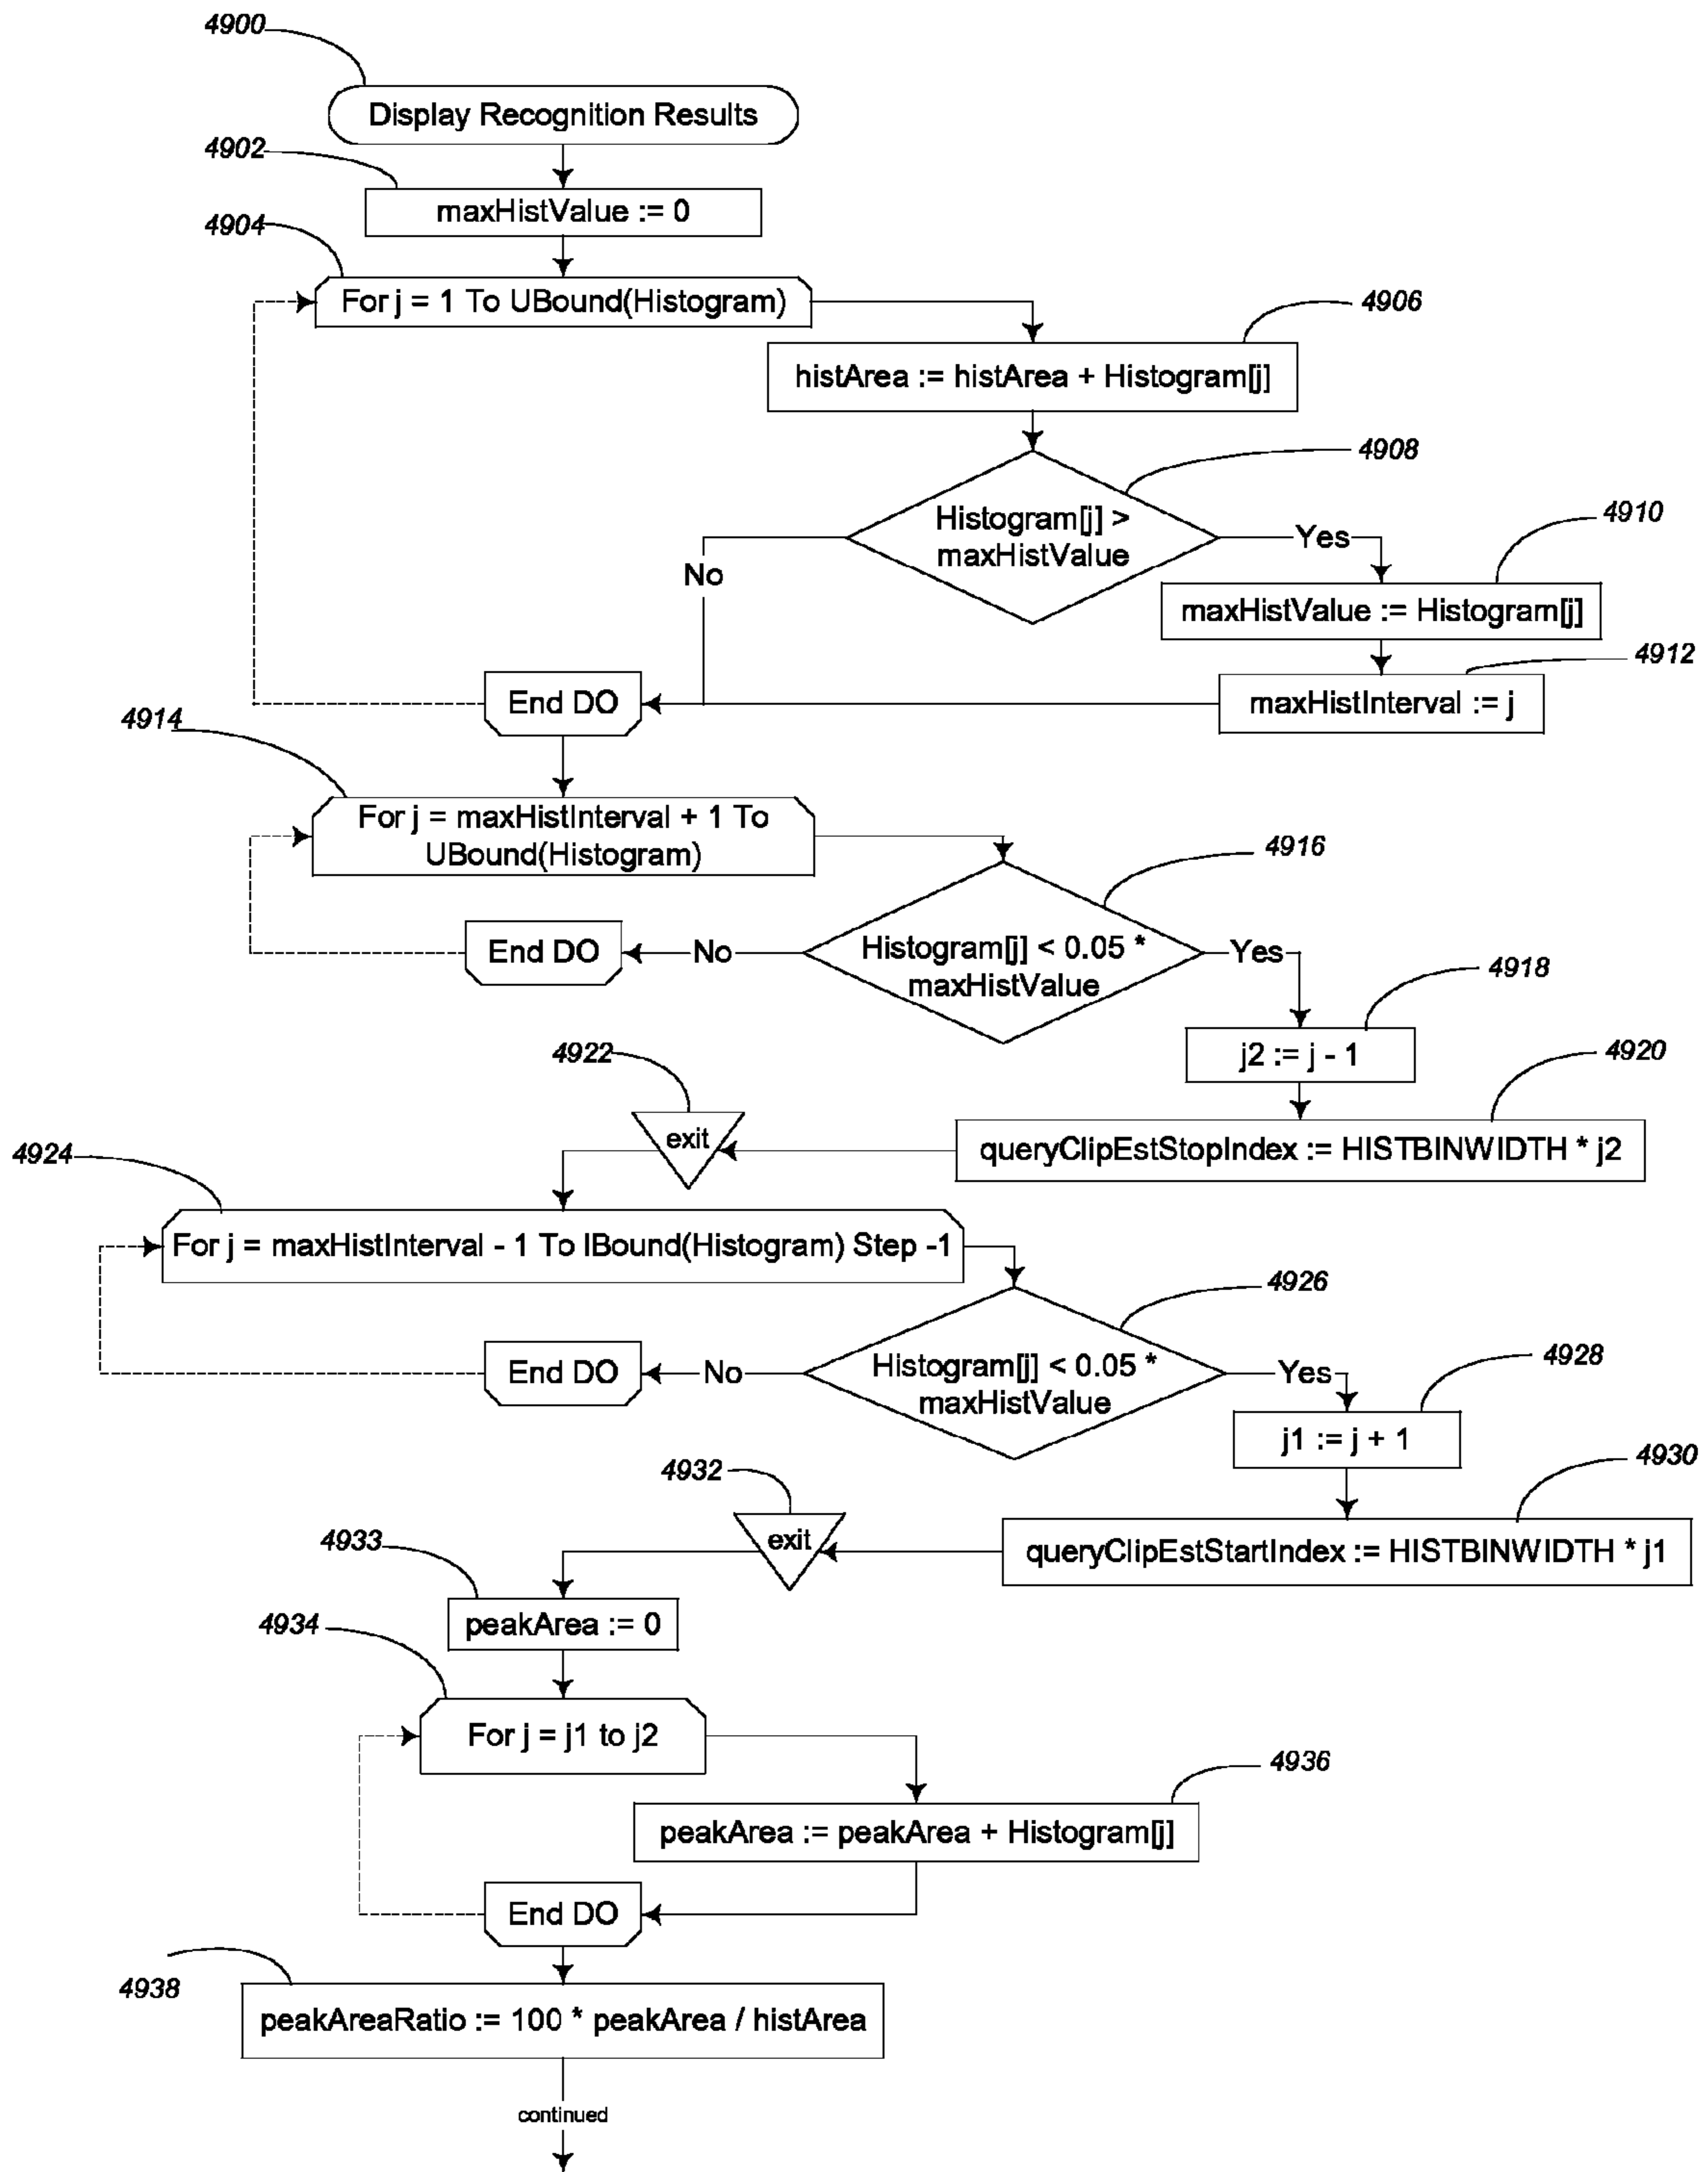 4900
Display Recognition Results
4902
maxHistValue := 0
4904
For j = 1 To UBound(Histogram)
4906
histArea := histArea + Histogram[j]
4908
Histogram[j] >
maxHistValue
Yes
4910
No
maxHistValue := Histogram[j]
4912
End DO
maxHistInterval := j
4914
For j = maxHistInterval + 1 To
UBound(Histogram)
4916
End DO
No
Histogram[j] < 0.05 *
maxHistValue
Yes
4918
j2 := j - 1
4920
4922
exit
queryClipEstStopIndex := HISTBINWIDTH * j2
4924
For j = maxHistInterval - 1 To lBound(Histogram) Step -1
4926
End DO
No
Histogram[j] < 0.05 *
maxHistValue
Yes
4928
j1 := j + 1
4930
4932
exit
queryClipEstStartIndex := HISTBINWIDTH * j1
4933
peakArea := 0
4934
For j = j1 to j2
4936
peakArea := peakArea + Histogram[j]
End DO
4938
peakAreaRatio := 100 * peakArea / histArea
continued